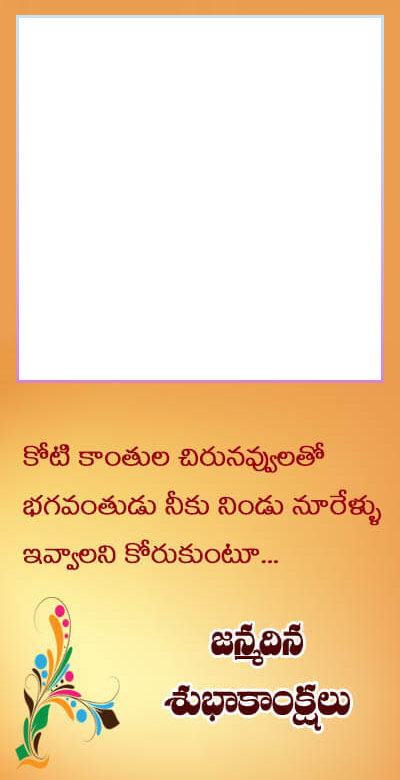 కోటి కాంతుల చిరునవ్వులతో
భగవంతుడు నీకు నిండు నూరేళ్ళు
ఇవ్వాలని కోరుకుంటూ...
జన్మదిన
శుభాకాంక్షలు